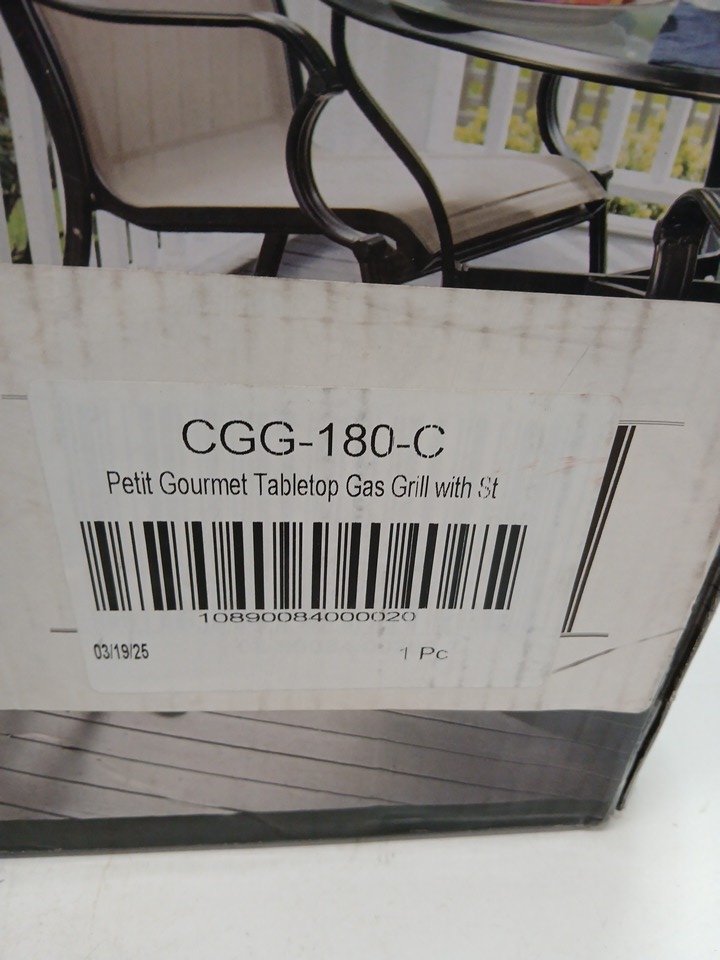 CGG-180-C
Petit Gourmet Tabletop Gas Grill with St
10890084000020
03/19/25
1 Pc